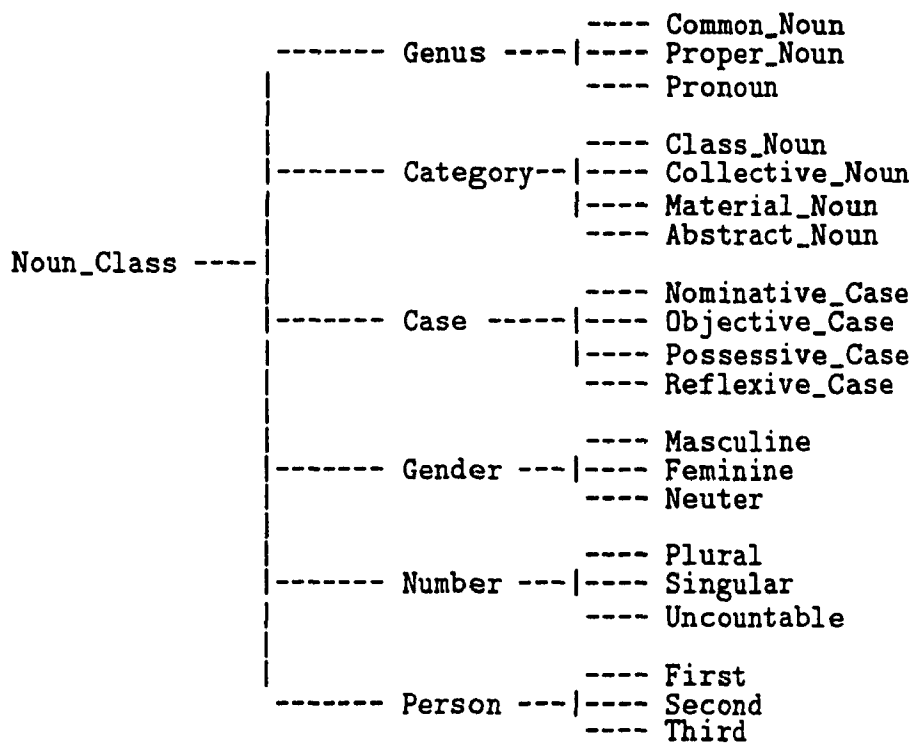 ---- Common_Noun
------- Genus ----|---- Proper_Noun
---- Pronoun
---- Class_Noun
------- Category--|---- Collective_Noun
|---- Material_Noun
---- Abstract_Noun
Noun_Class ----|
---- Nominative_Case
------- Case -----|---- Objective_Case
|---- Possessive_Case
---- Reflexive_Case
---- Masculine
------- Gender ---|---- Feminine
---- Neuter
---- Plural
------- Number ---|---- Singular
---- Uncountable
---- First
------- Person ---|---- Second
---- Third